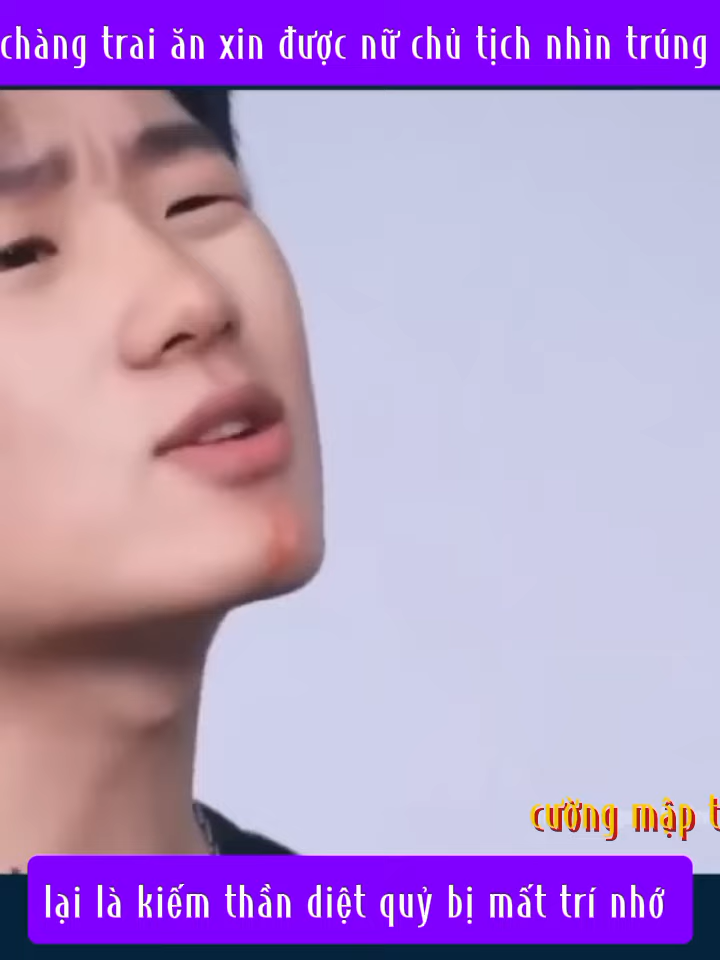 chàng trai ăn xin được nữ chủ tịch nhìn trúng
cường mập
lại là kiếm thần diệt quỷ bị mất trí nhớ